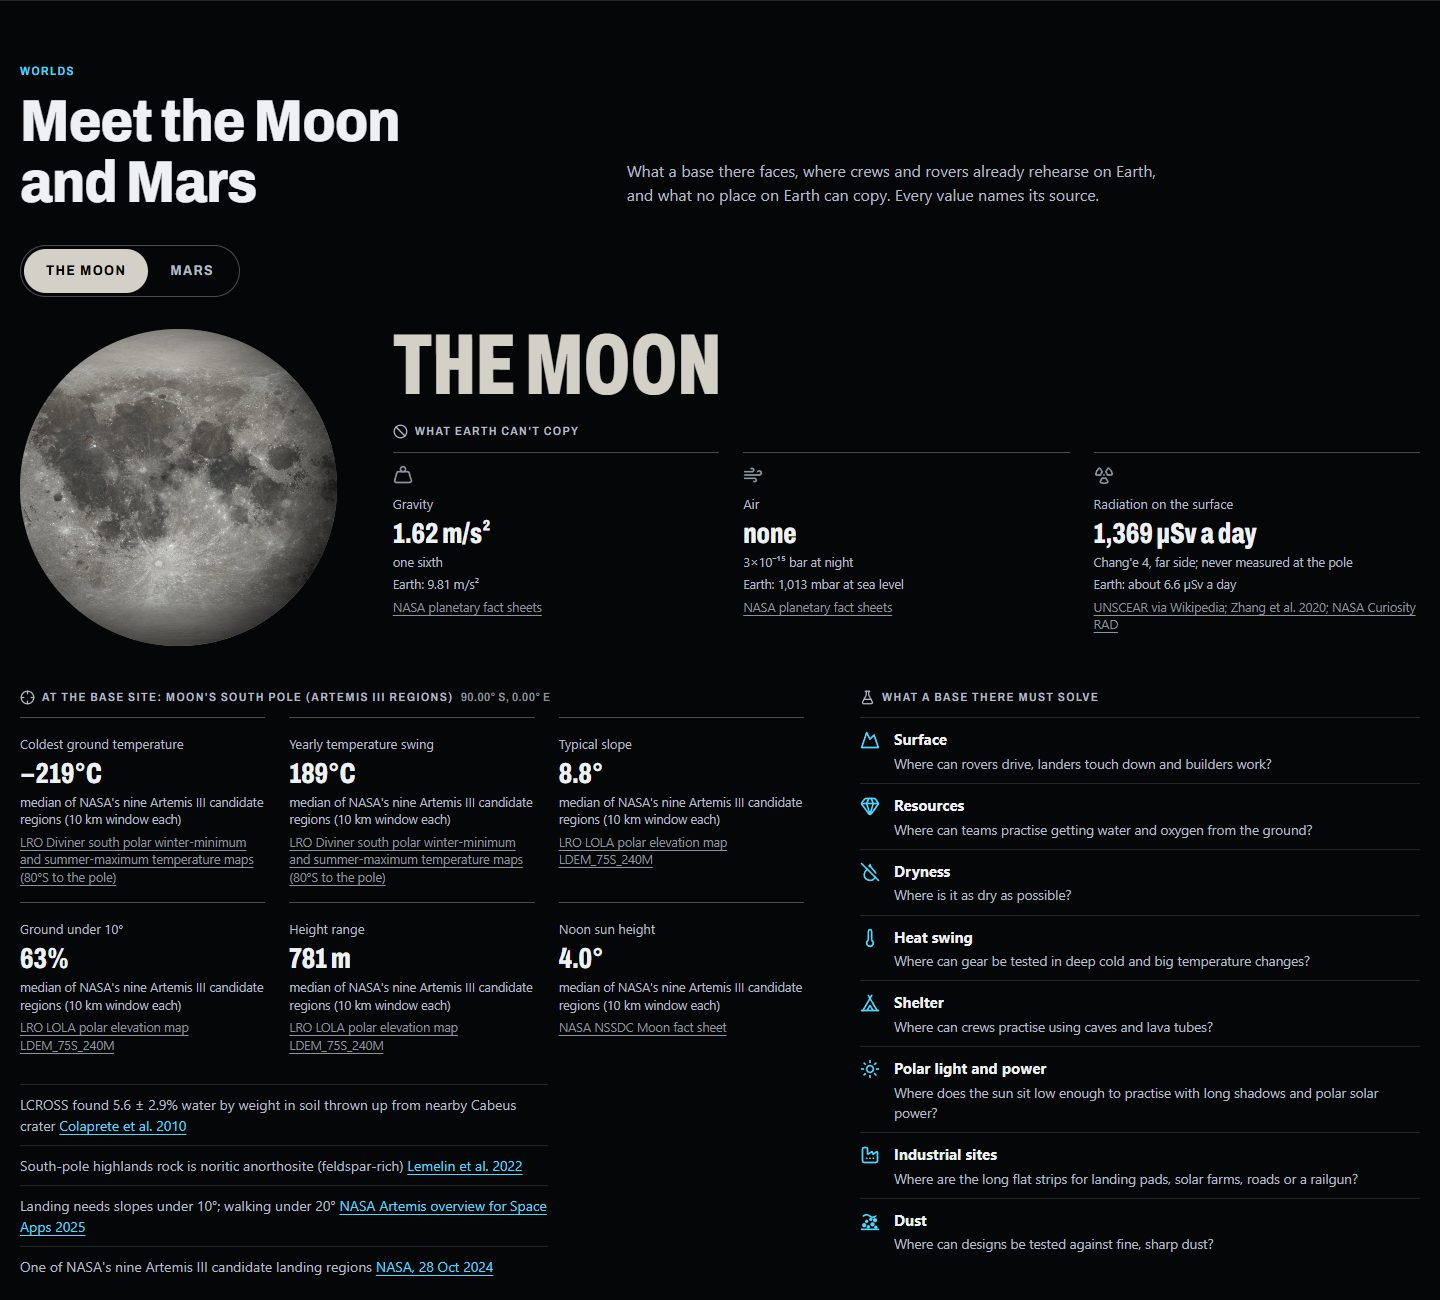 WORLDS
Meet the Moon
and Mars
What a base there faces, where crews and rovers already rehearse on Earth,
and what no place on Earth can copy. Every value names its source.
THE MOON
MARS
THE MOON
WHAT EARTH CAN'T COPY
Gravity
1.62 m/s²
one sixth
Earth: 9.81 m/s²
NASA planetary fact sheets
Air
none
3×10⁻¹⁵ bar at night
Earth: 1,013 mbar at sea level
NASA planetary fact sheets
Radiation on the surface
1,369 µSv a day
Chang'e 4, far side; never measured at the pole
Earth: about 6.6 µSv a day
UNSCEAR via Wikipedia; Zhang et al. 2020; NASA Curiosity
RAD
AT THE BASE SITE: MOON'S SOUTH POLE (ARTEMIS III REGIONS) 90.00° S, 0.00° E
Coldest ground temperature
−219°C
median of NASA's nine Artemis III candidate
regions (10 km window each)
LRO Diviner south polar winter-minimum
and summer-maximum temperature maps
(80°S to the pole)
Yearly temperature swing
189°C
median of NASA's nine Artemis III candidate
regions (10 km window each)
LRO Diviner south polar winter-minimum
and summer-maximum temperature maps
(80°S to the pole)
Typical slope
8.8°
median of NASA's nine Artemis III candidate
regions (10 km window each)
LRO LOLA polar elevation map
LDEM_75S_240M
Ground under 10°
63%
median of NASA's nine Artemis III candidate
regions (10 km window each)
LRO LOLA polar elevation map
LDEM_75S_240M
Height range
781 m
median of NASA's nine Artemis III candidate
regions (10 km window each)
LRO LOLA polar elevation map
LDEM_75S_240M
Noon sun height
4.0°
median of NASA's nine Artemis III candidate
regions (10 km window each)
NASA NSSDC Moon fact sheet
LCROSS found 5.6 ± 2.9% water by weight in soil thrown up from nearby Cabeus
crater Colaprete et al. 2010
South-pole highlands rock is noritic anorthosite (feldspar-rich) Lemelin et al. 2022
Landing needs slopes under 10°; walking under 20° NASA Artemis overview for Space
Apps 2025
One of NASA's nine Artemis III candidate landing regions NASA, 28 Oct 2024
WHAT A BASE THERE MUST SOLVE
Surface
Where can rovers drive, landers touch down and builders work?
Resources
Where can teams practise getting water and oxygen from the ground?
Dryness
Where is it as dry as possible?
Heat swing
Where can gear be tested in deep cold and big temperature changes?
Shelter
Where can crews practise using caves and lava tubes?
Polar light and power
Where does the sun sit low enough to practise with long shadows and polar solar
power?
Industrial sites
Where are the long flat strips for landing pads, solar farms, roads or a railgun?
Dust
Where can designs be tested against fine, sharp dust?